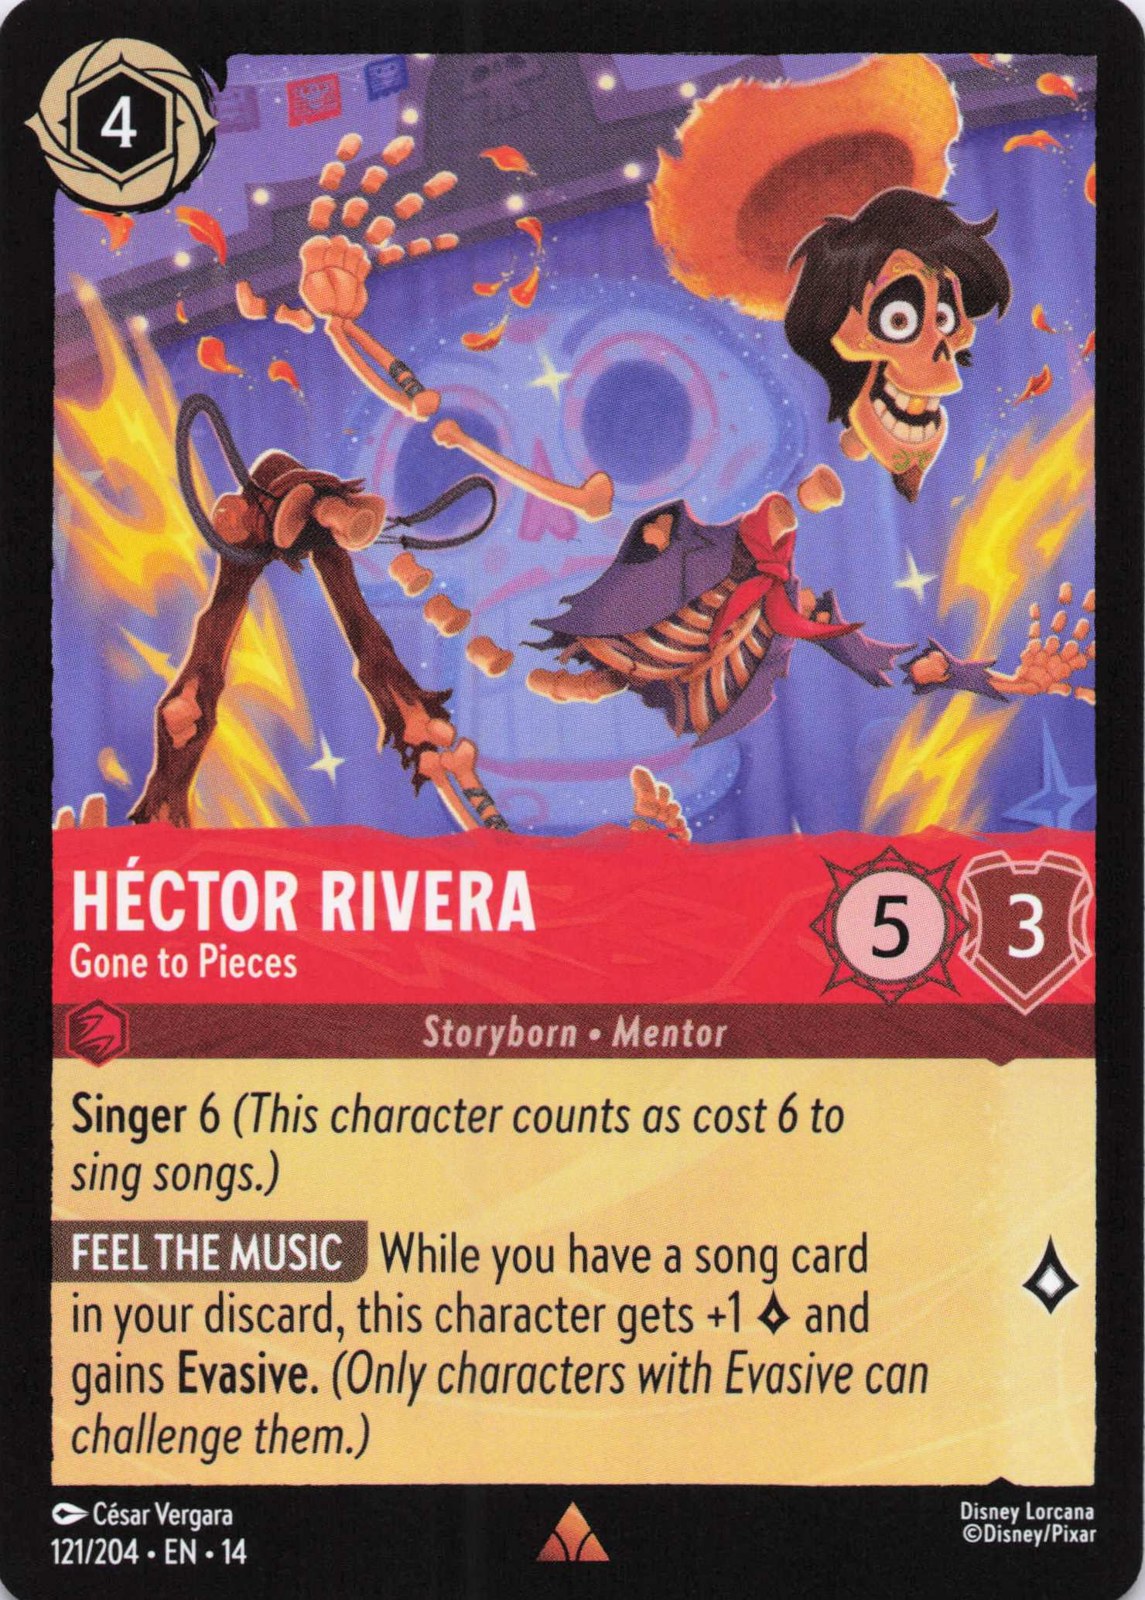 4
HÉCTOR RIVERA
Gone to Pieces
5
3
Storyborn • Mentor
Singer 6 (This character counts as cost 6 to
sing songs.)
FEEL THE MUSIC While you have a song card
in your discard, this character gets +1 and
gains Evasive. (Only characters with Evasive can
challenge them.)
César Vergara
121/204 • EN • 14
Disney Lorcana
©Disney/Pixar